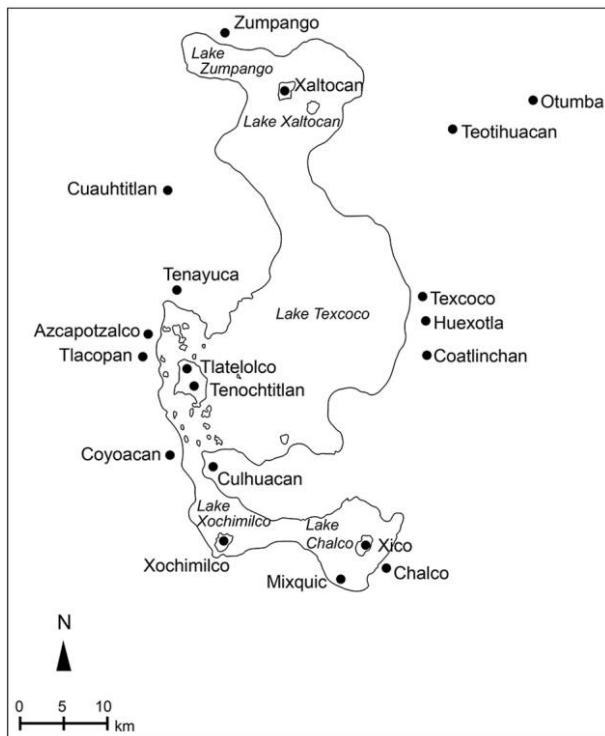 Zumpango
Lake
Zumpango
Xaltocan
Otumba
Lake Xaltocan
Teotihuacan
Cuauhtitlan
Tenayuca
Texcoco
Lake Texcoco
Huexotla
Azcapotzalco
Tlacopan
Coatlinchan
Tlatelolco
Tenochtitlan
Coyoacan
Culhuacan
Lake
Xochimilco
Lake
Chalco
Xico
Xochimilco
Chalco
Mixquic
N
0 5 10
km